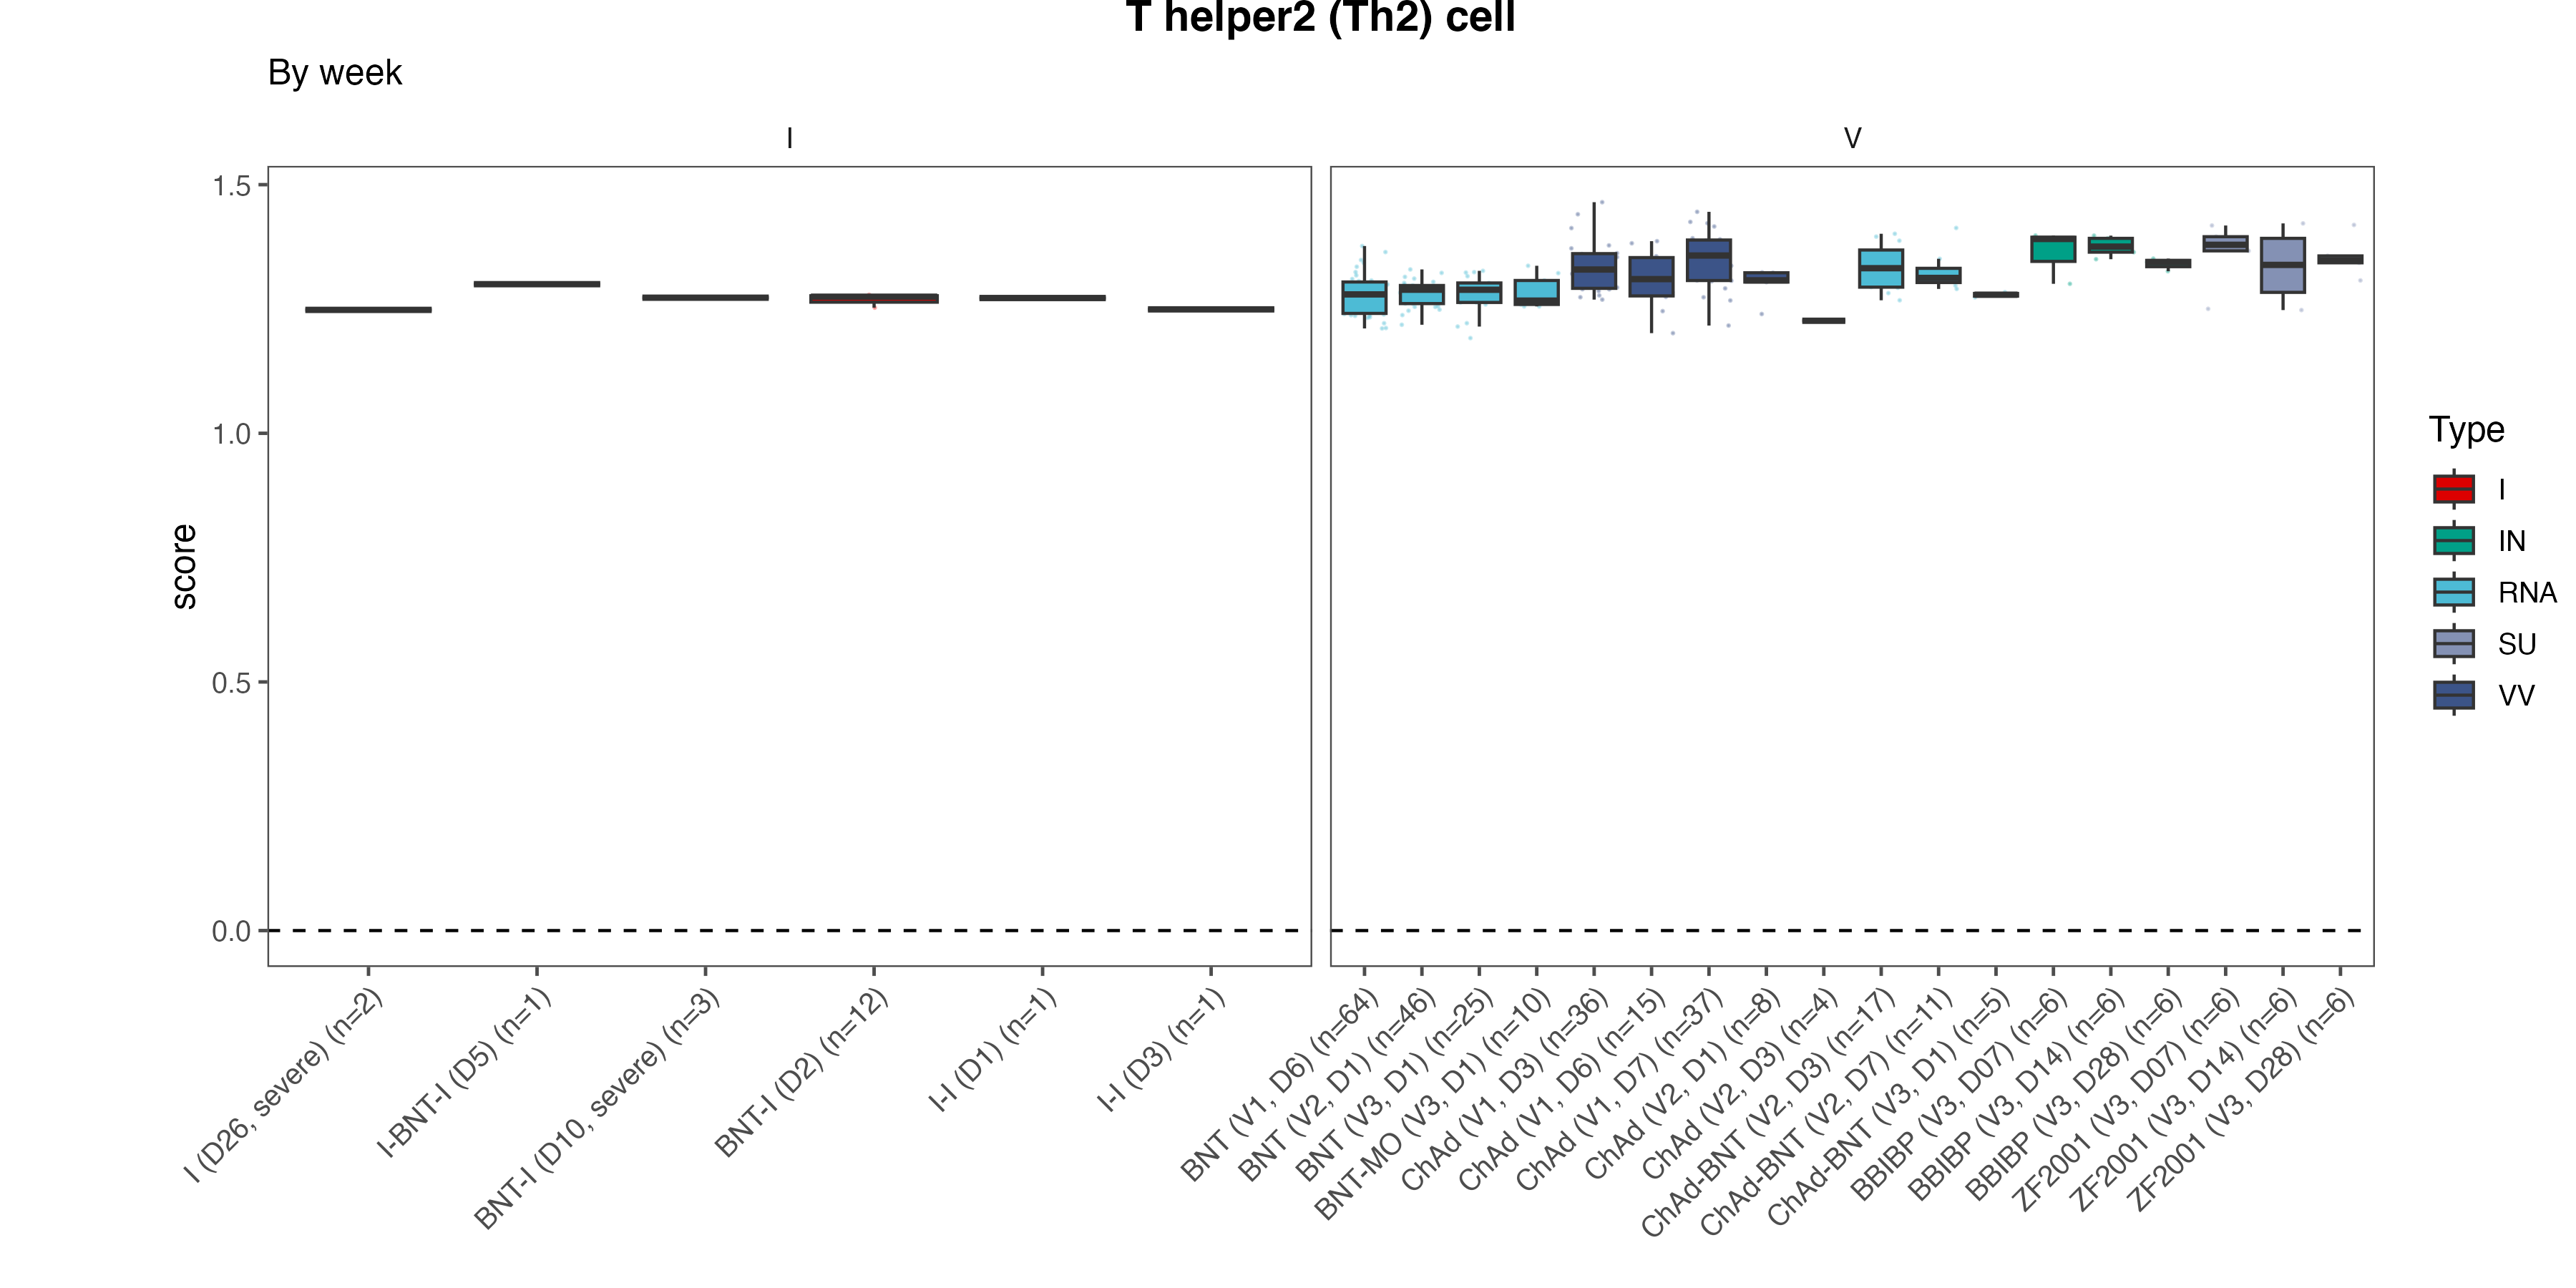 T helper2 (Th2) cell
By week
I
V
1.5
1.0
0.5
0.0
score
I (D26, severe) (n=2)
I-BNT-I (D5) (n=1)
BNT-I (D10, severe) (n=3)
BNT-I (D2) (n=12)
I-I (D1) (n=1)
I-I (D3) (n=1)
BNT (V1, D6) (n=64)
BNT (V2, D1) (n=46)
BNT (V3, D1) (n=25)
BNT-MO (V3, D1) (n=10)
ChAd (V1, D3) (n=36)
ChAd (V1, D6) (n=15)
ChAd (V1, D7) (n=37)
ChAd (V2, D1) (n=8)
ChAd (V2, D3) (n=4)
ChAd-BNT (V2, D3) (n=17)
ChAd-BNT (V2, D7) (n=11)
ChAd-BNT (V3, D1) (n=5)
BBIBP (V3, D07) (n=6)
BBIBP (V3, D14) (n=6)
BBIBP (V3, D28) (n=6)
ZF2001 (V3, D07) (n=6)
ZF2001 (V3, D14) (n=6)
ZF2001 (V3, D28) (n=6)
Type
I
IN
RNA
SU
VV